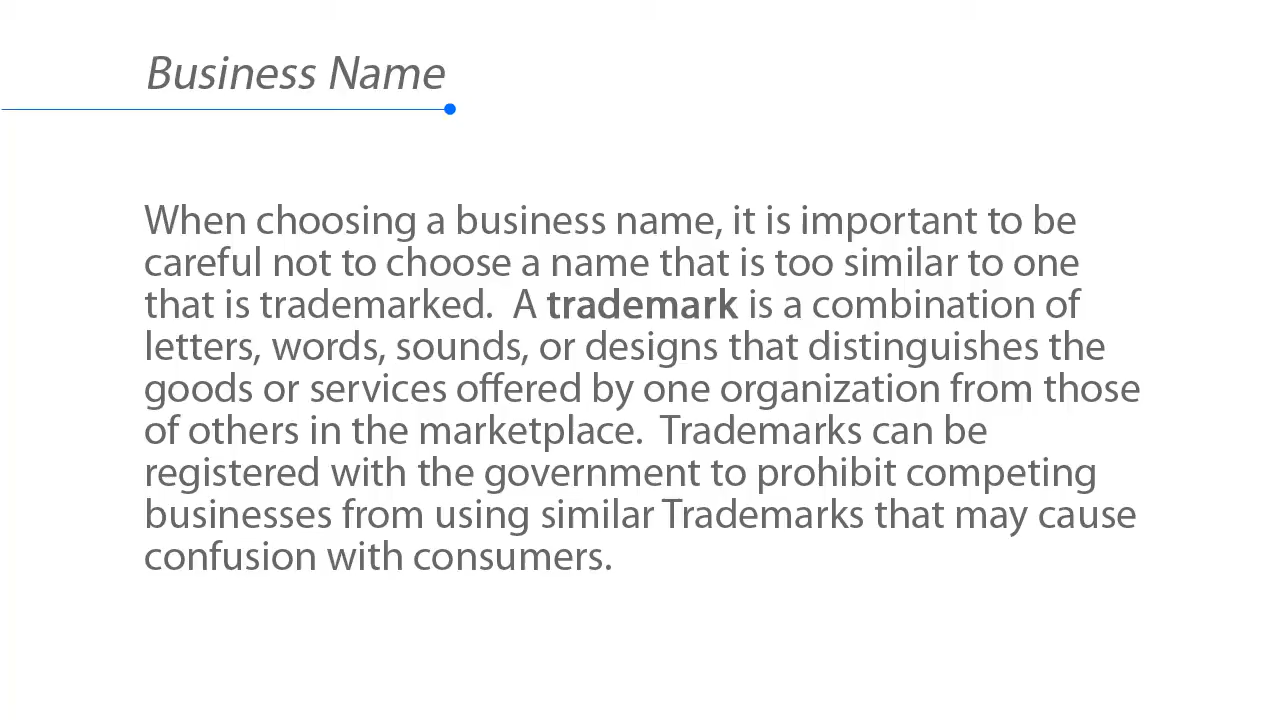 Business Name
When choosing a business name, it is important to be
careful not to choose a name that is too similar to one
that is trademarked.  A trademark is a combination of
letters, words, sounds, or designs that distinguishes the
goods or services offered by one organization from those
of others in the marketplace.  Trademarks can be
registered with the government to prohibit competing
businesses from using similar Trademarks that may cause
confusion with consumers.